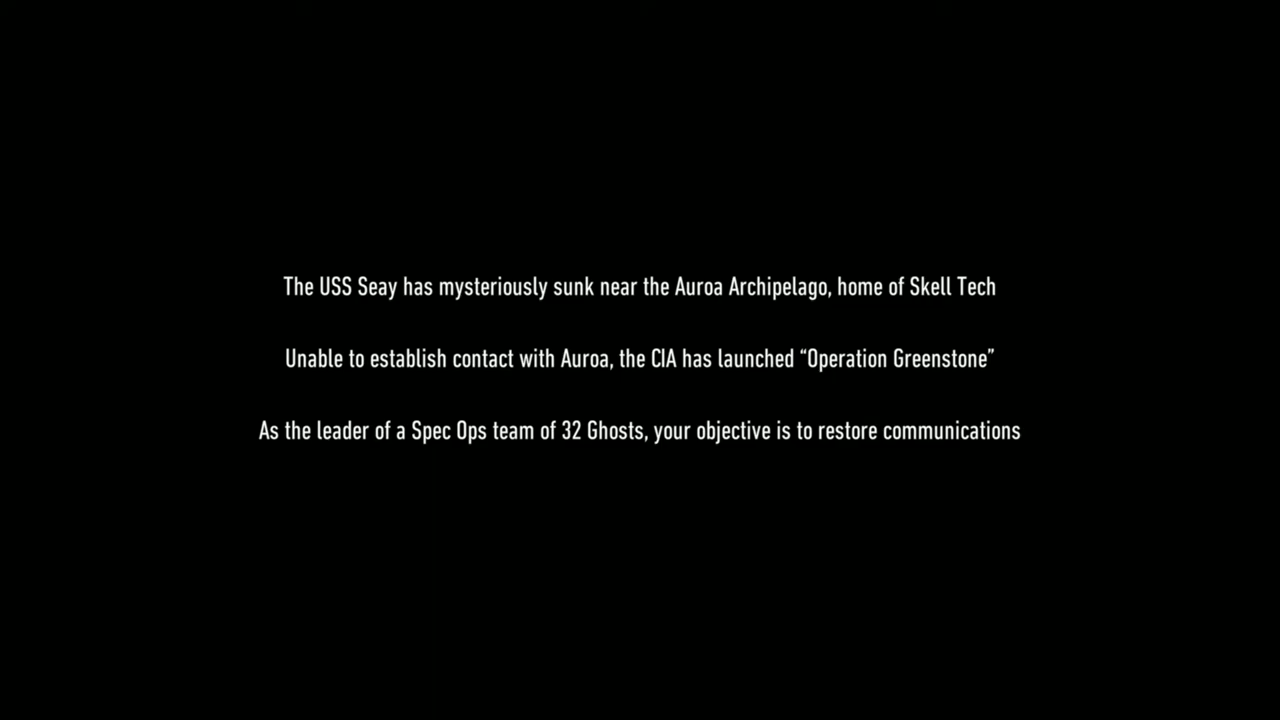 The USS Seay has mysteriously sunk near the Auroa Archipelago, home of Skell Tech
Unable to establish contact with Auroa, the CIA has launched “Operation Greenstone”
As the leader of a Spec Ops team of 32 Ghosts, your objective is to restore communications